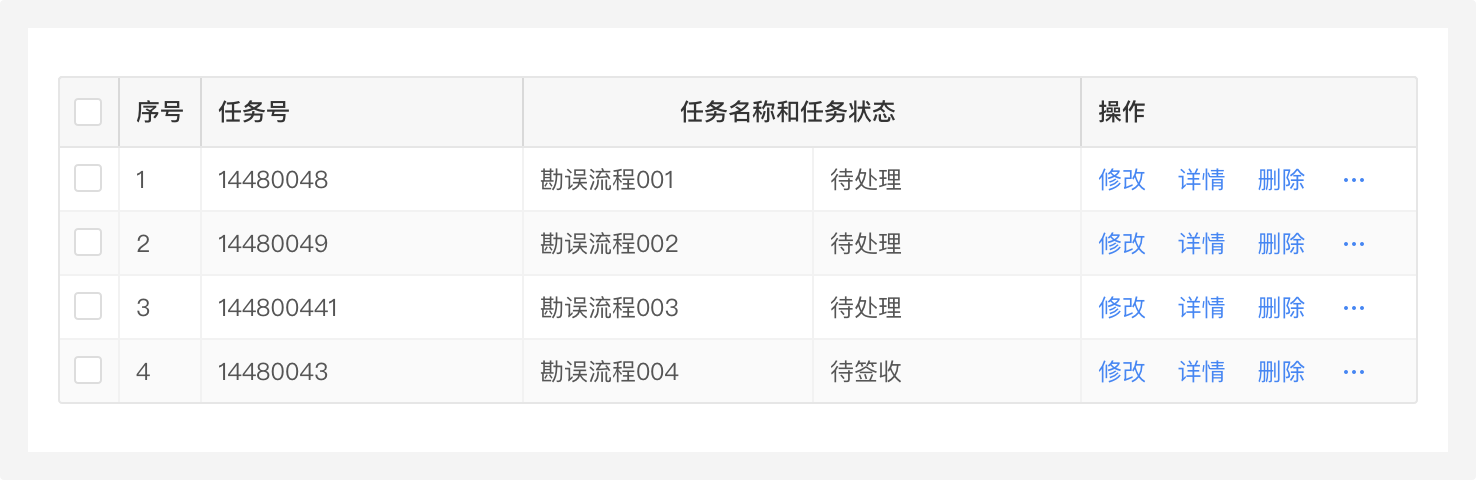 序号 任务号 任务名称和任务状态 操作
1 14480048 勘误流程001 待处理 修改 详情 删除 ···
2 14480049 勘误流程002 待处理 修改 详情 删除 ···
3 144800441 勘误流程003 待处理 修改 详情 删除 ···
4 14480043 勘误流程004 待签收 修改 详情 删除 ···